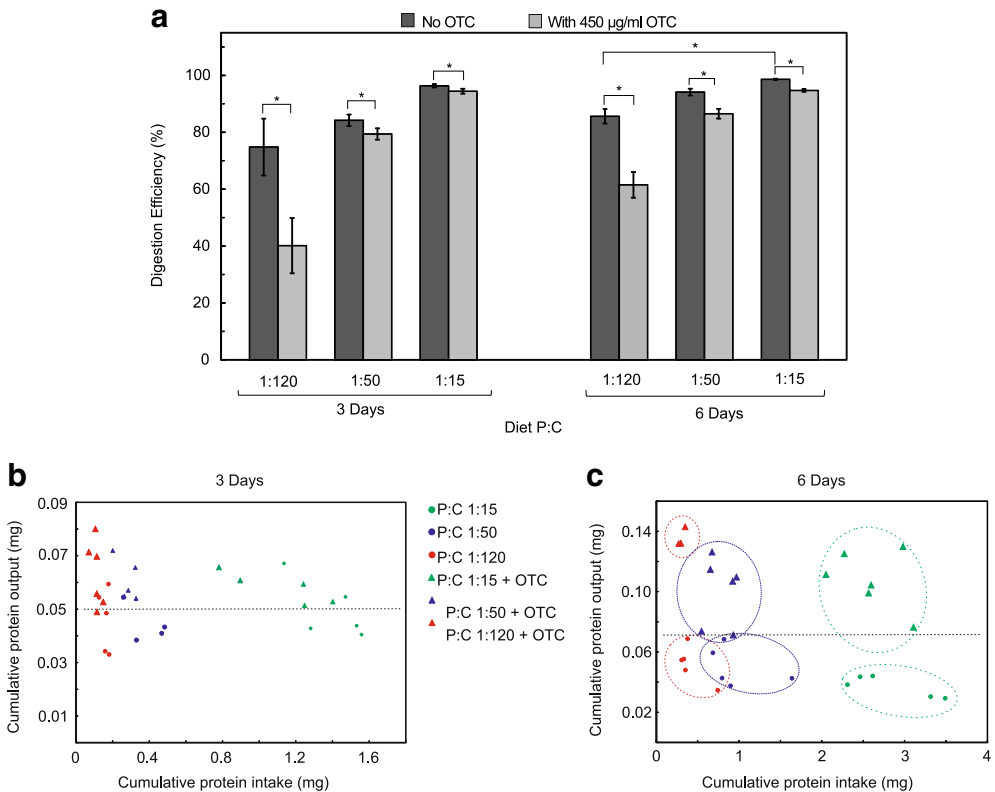 a
No OTC With 450 µg/ml OTC
Digestion Efficiency (%)
100
80
60
40
20
0
* * * * * * *
1:120 1:50 1:15 1:120 1:50 1:15
3 Days 6 Days
Diet P:C
b
3 Days
Cumulative protein output (mg)
0.09
0.07
0.05
0.03
0.01
0 0.4 0.8 1.2 1.6
Cumulative protein intake (mg)
P:C 1:15
P:C 1:50
P:C 1:120
P:C 1:15 + OTC
P:C 1:50 + OTC
P:C 1:120 + OTC
c
6 Days
Cumulative protein output (mg)
0.14
0.10
0.06
0.02
0 1 2 3 4
Cumulative protein intake (mg)